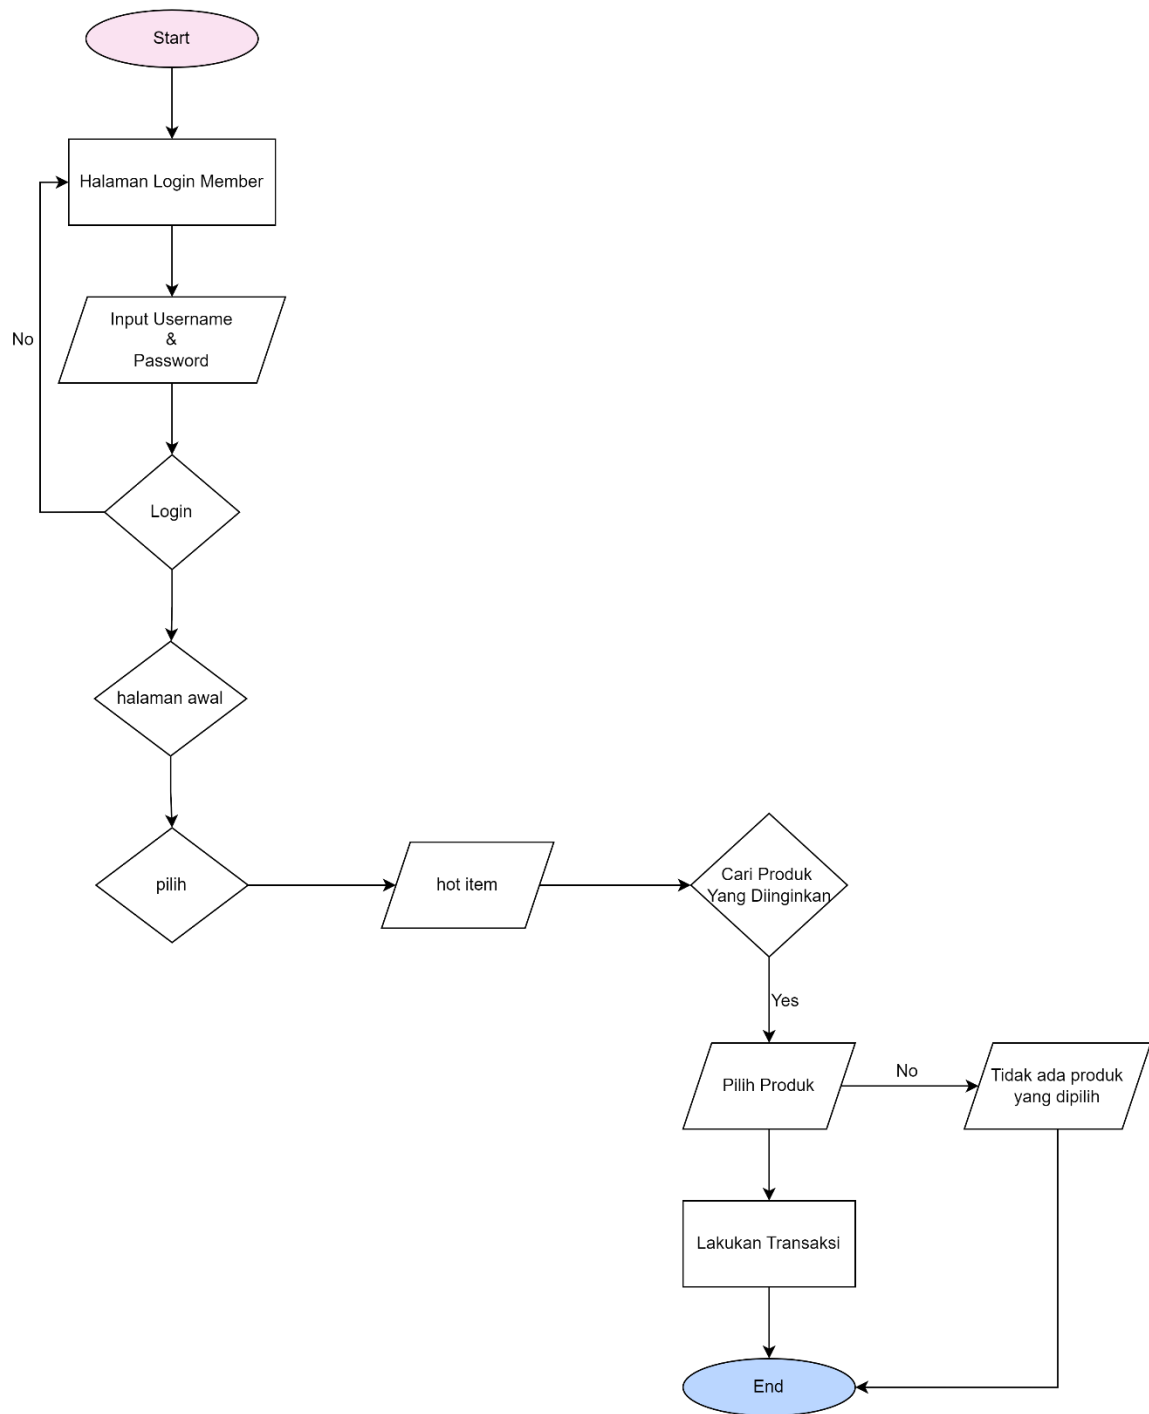 Start
Halaman Login Member
Input Username
&
Password
No
Login
halaman awal
pilih
hot item
Cari Produk
Yang Diinginkan
Yes
Pilih Produk
No
Tidak ada produk
yang dipilih
Lakukan Transaksi
End